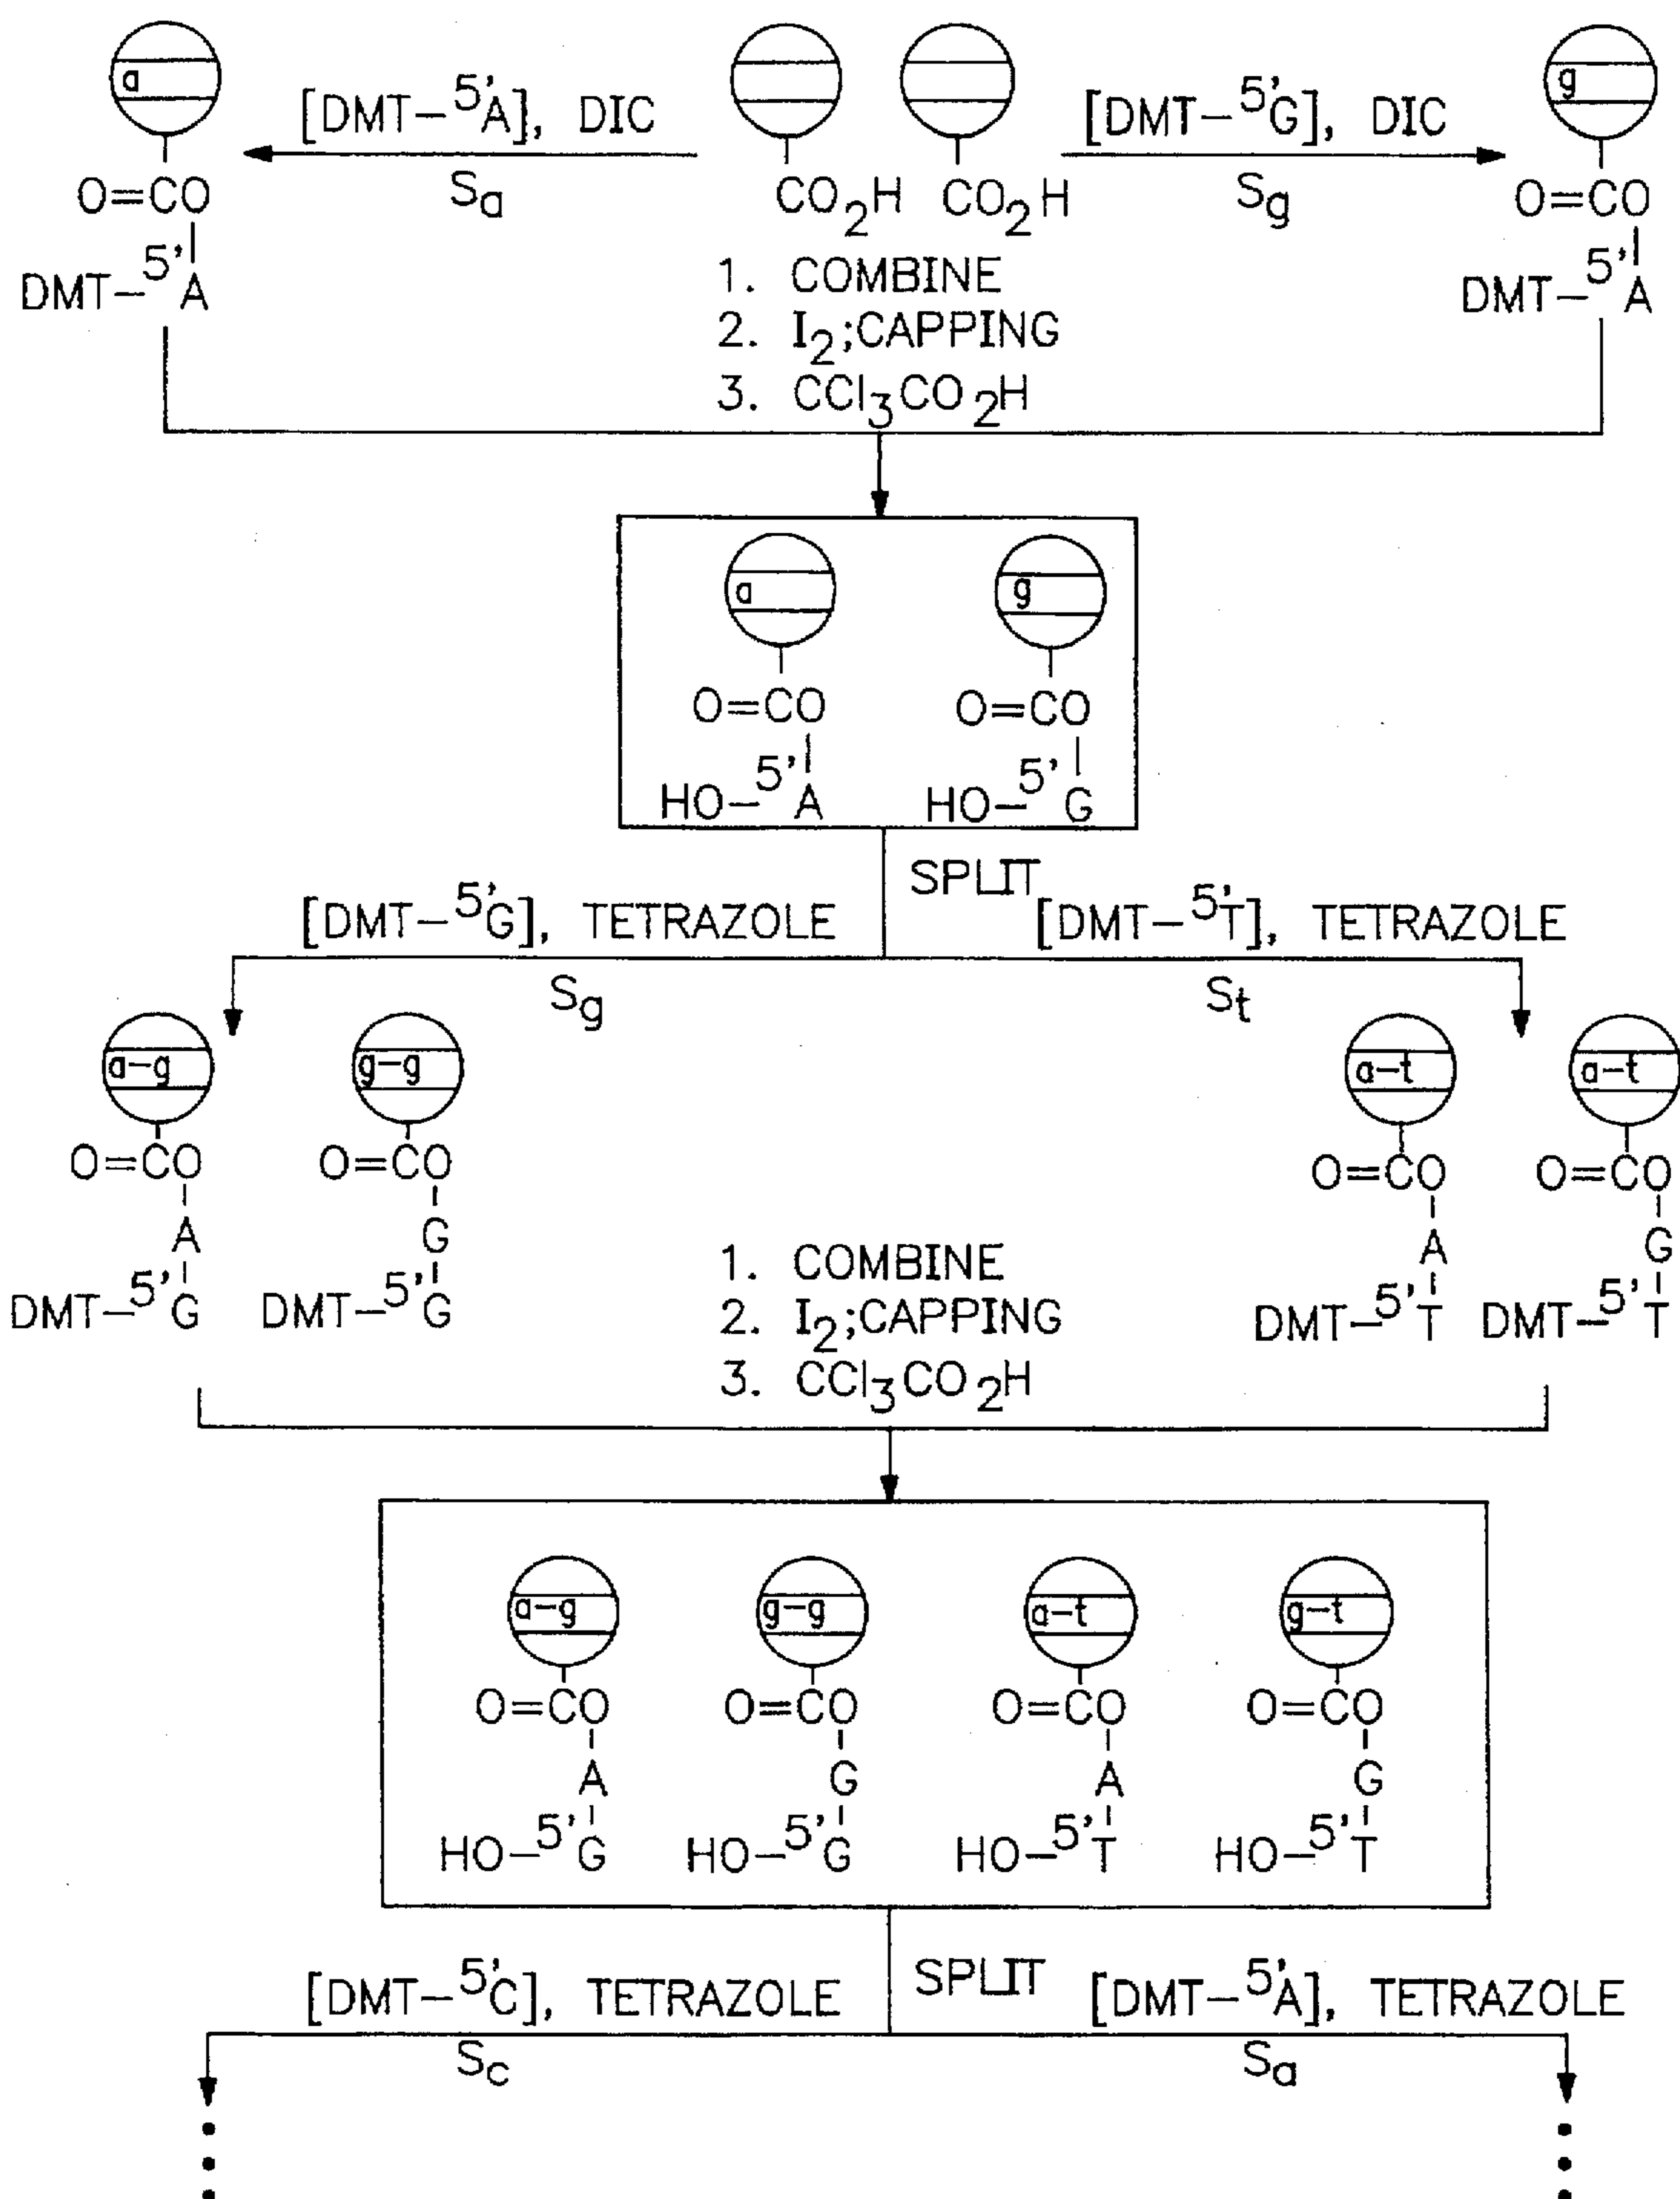 a
g
[DMT-5'A], DIC
[DMT-5'G], DIC
Sa
Sg
O=CO
CO2H
CO2H
O=CO
DMT-5'A
DMT-5'A
1. COMBINE
2. I2;CAPPING
3. CCl3CO2H
a
g
O=CO
O=CO
HO-5'A
HO-5'G
SPLIT
[DMT-5'G], TETRAZOLE
[DMT-5'T], TETRAZOLE
Sg
St
a-g
g-g
a-t
a-t
O=CO
O=CO
O=CO
O=CO
A
G
A
G
DMT-5'G
DMT-5'G
DMT-5'T
DMT-5'T
1. COMBINE
2. I2;CAPPING
3. CCl3CO2H
a-g
g-g
a-t
g-t
O=CO
O=CO
O=CO
O=CO
A
G
A
G
HO-5'G
HO-5'G
HO-5'T
HO-5'T
SPLIT
[DMT-5'C], TETRAZOLE
[DMT-5'A], TETRAZOLE
Sc
Sa